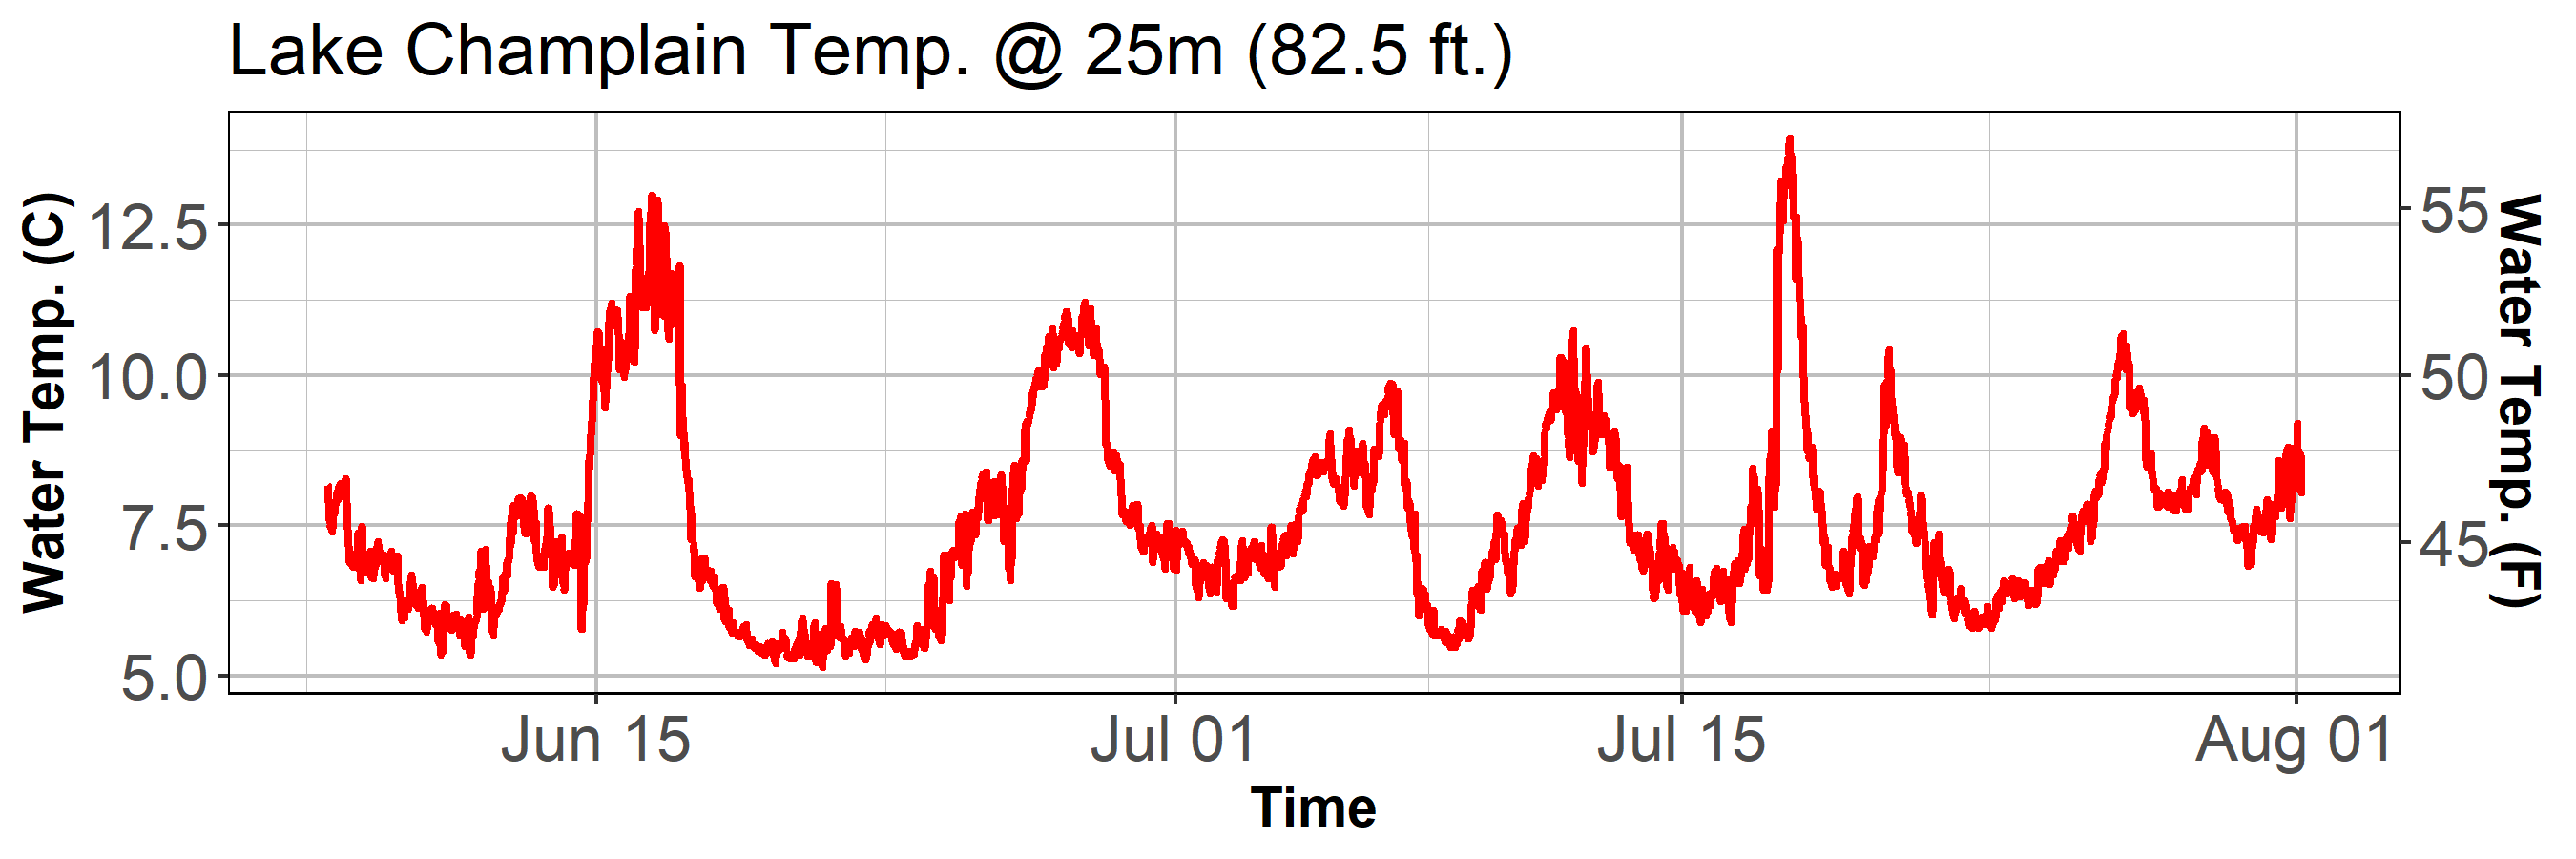 Lake Champlain Temp. @ 25m (82.5 ft.)
Water Temp. (C)
12.5
10.0
7.5
5.0
55
50
45
Water Temp. (F)
Jun 15
Jul 01
Jul 15
Aug 01
Time